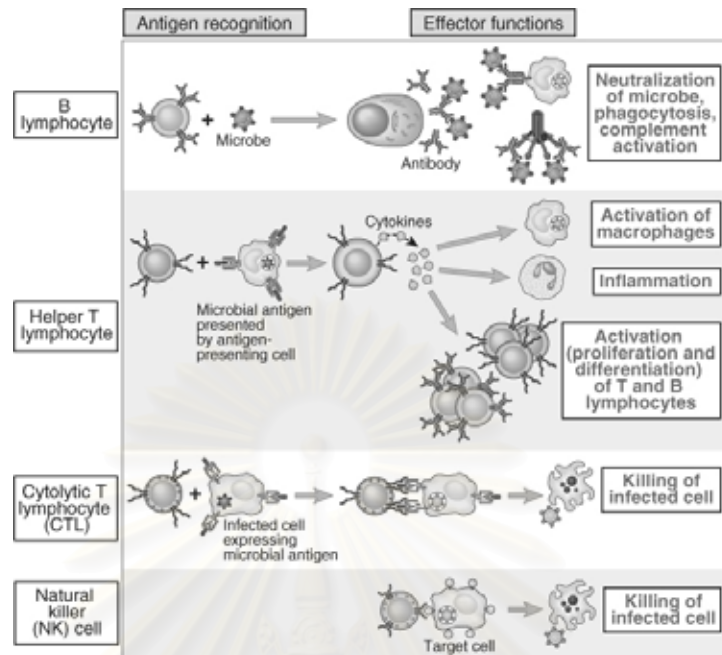 Antigen recognition
Effector functions
B
lymphocyte
+
Microbe
Antibody
Neutralization
of microbe,
phagocytosis,
complement
activation
Helper T
lymphocyte
+
Microbial antigen
presented
by antigen-
presenting cell
Cytokines
Activation of
macrophages
Inflammation
Activation
(proliferation and
differentiation)
of T and B
lymphocytes
Cytolytic T
lymphocyte
(CTL)
+
Infected cell
expressing
microbial antigen
Killing of
infected cell
Natural
killer
(NK) cell
Target cell
Killing of
infected cell